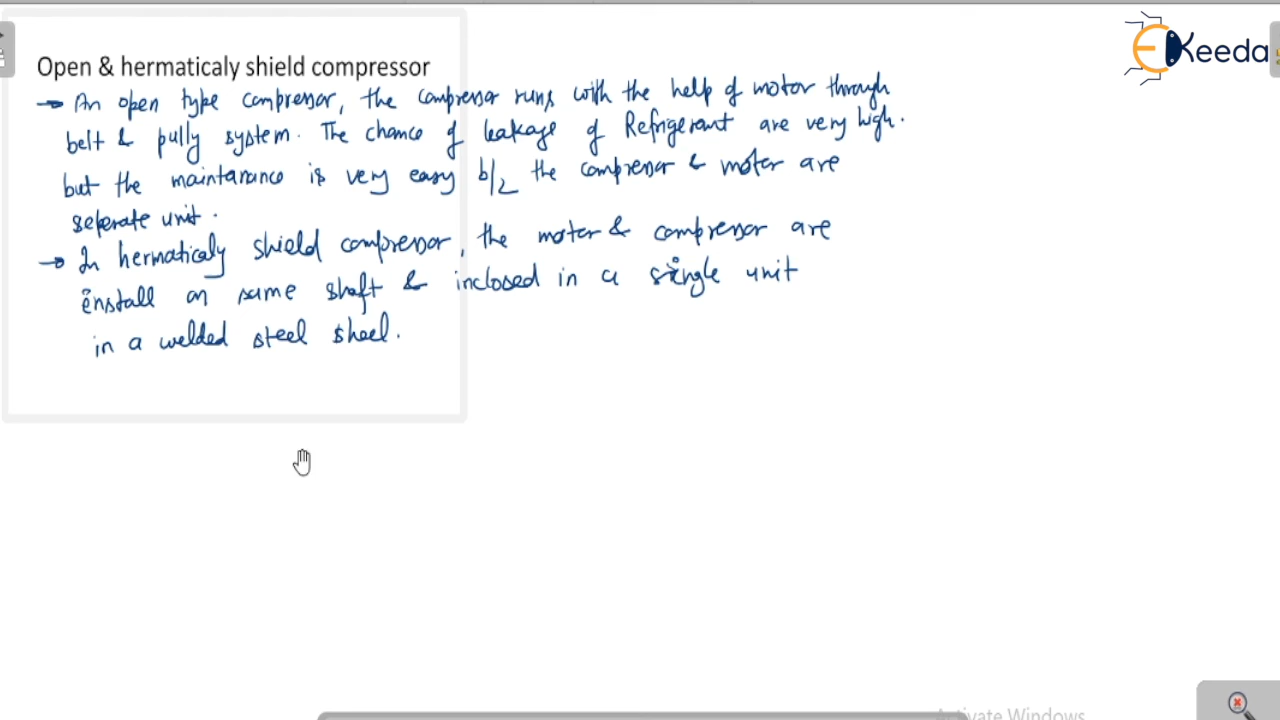 EKeeda
Open & hermaticaly shield compressor
→ An open type compressor, the compressor runs with the help of motor through
belt & pully system. The chance of leakage of Refrigerant are very high.
but the maintanance is very easy b/z the compressor & motor are
seperate unit.
→ In hermaticaly shield compressor, the motor & compressor are
install on same shaft & inclosed in a single unit
in a welded steel sheel.
Activate Windows